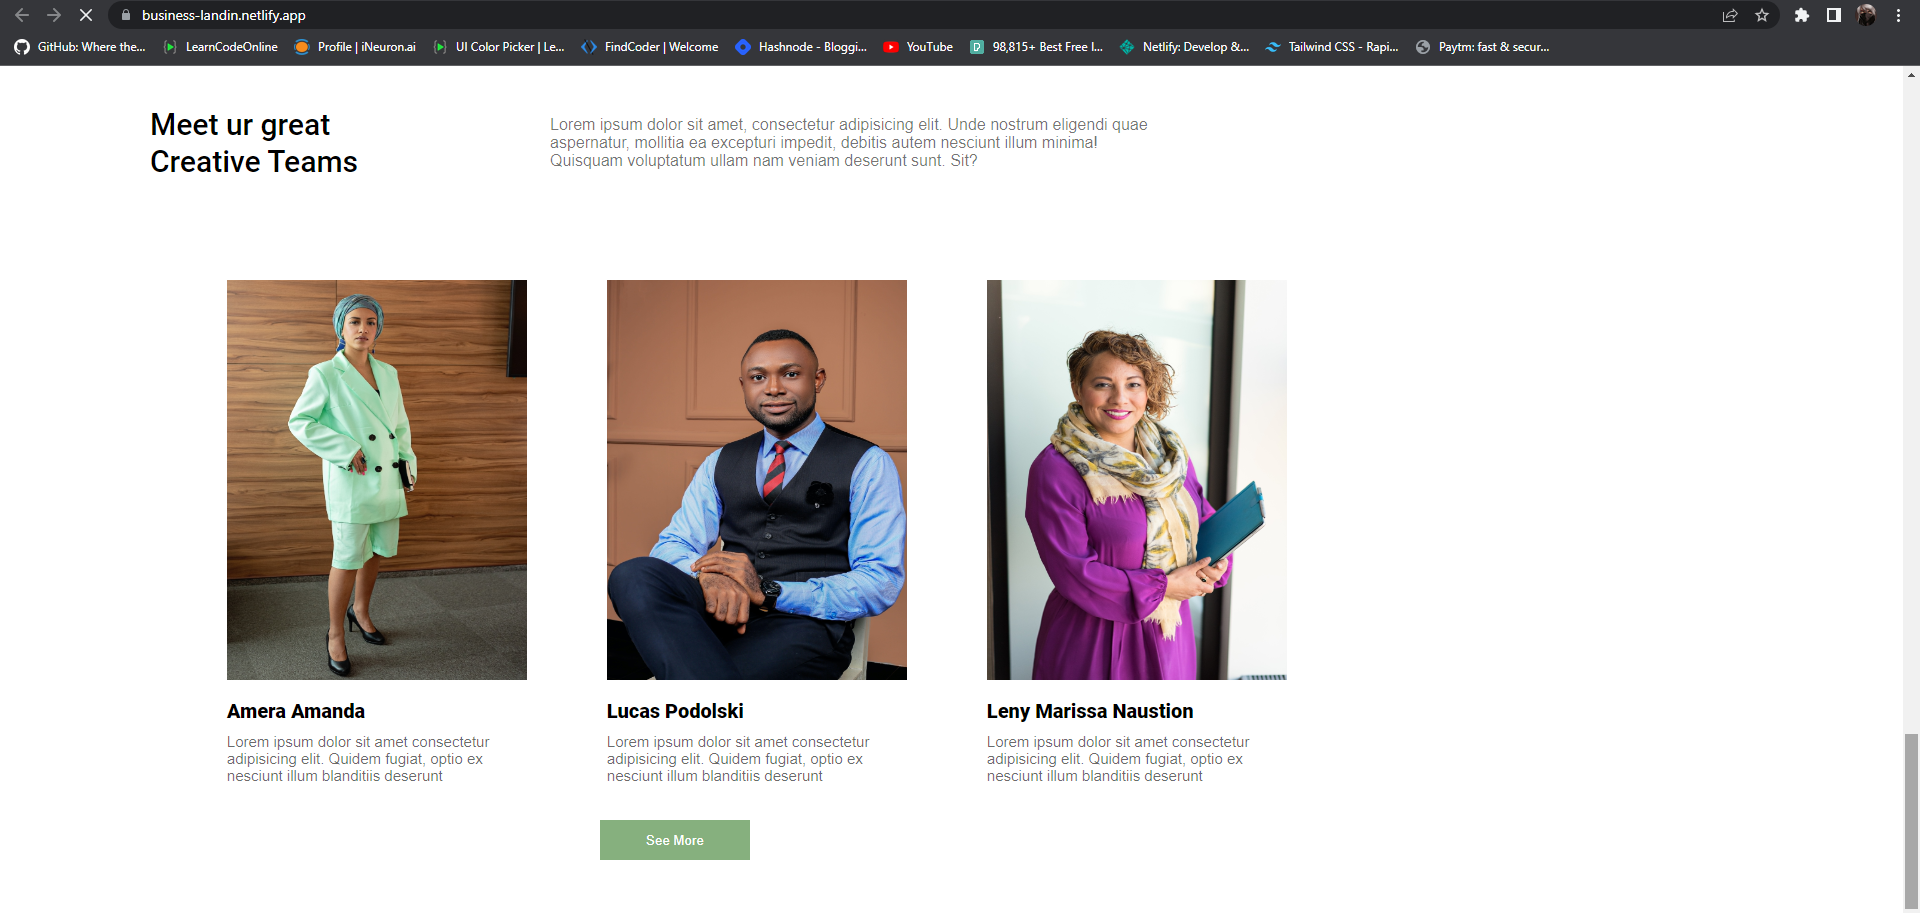 business-landin.netlify.app
GitHub: Where the...
LearnCodeOnline
Profile | iNeuron.ai
UI Color Picker | Le...
FindCoder | Welcome
Hashnode - Bloggi...
YouTube
98,815+ Best Free I...
Netlify: Develop &...
Tailwind CSS - Rapi...
Paytm: fast & secur...
Meet ur great
Creative Teams
Lorem ipsum dolor sit amet, consectetur adipisicing elit. Unde nostrum eligendi quae
aspernatur, mollitia ea excepturi impedit, debitis autem nesciunt illum minima!
Quisquam voluptatum ullam nam veniam deserunt sunt. Sit?
Amera Amanda
Lorem ipsum dolor sit amet consectetur
adipisicing elit. Quidem fugiat, optio ex
nesciunt illum blanditiis deserunt
Lucas Podolski
Lorem ipsum dolor sit amet consectetur
adipisicing elit. Quidem fugiat, optio ex
nesciunt illum blanditiis deserunt
Leny Marissa Naustion
Lorem ipsum dolor sit amet consectetur
adipisicing elit. Quidem fugiat, optio ex
nesciunt illum blanditiis deserunt
See More